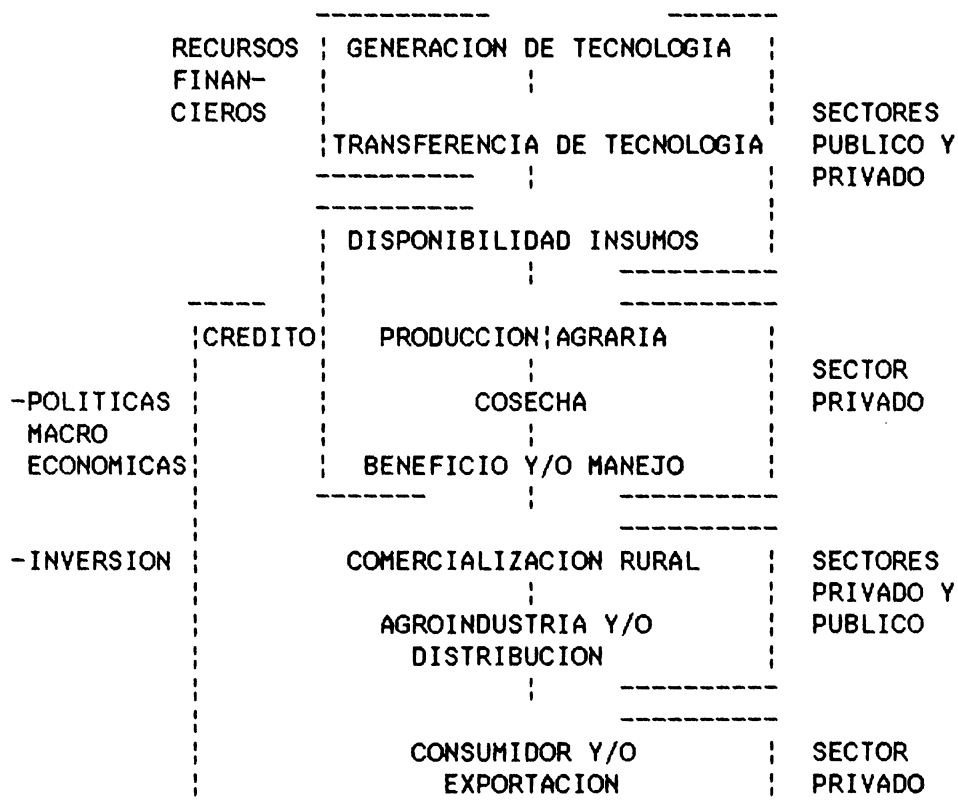 RECURSOS GENERACION DE TECNOLOGIA
FINAN-
CIEROS SECTORES
TRANSFERENCIA DE TECNOLOGIA PUBLICO Y
PRIVADO
DISPONIBILIDAD INSUMOS
CREDITO PRODUCCION AGRARIA
SECTOR
-POLITICAS COSECHA PRIVADO
MACRO
ECONOMICAS BENEFICIO Y/O MANEJO
-INVERSION COMERCIALIZACION RURAL SECTORES
PRIVADO Y
AGROINDUSTRIA Y/O PUBLICO
DISTRIBUCION
CONSUMIDOR Y/O SECTOR
EXPORTACION PRIVADO